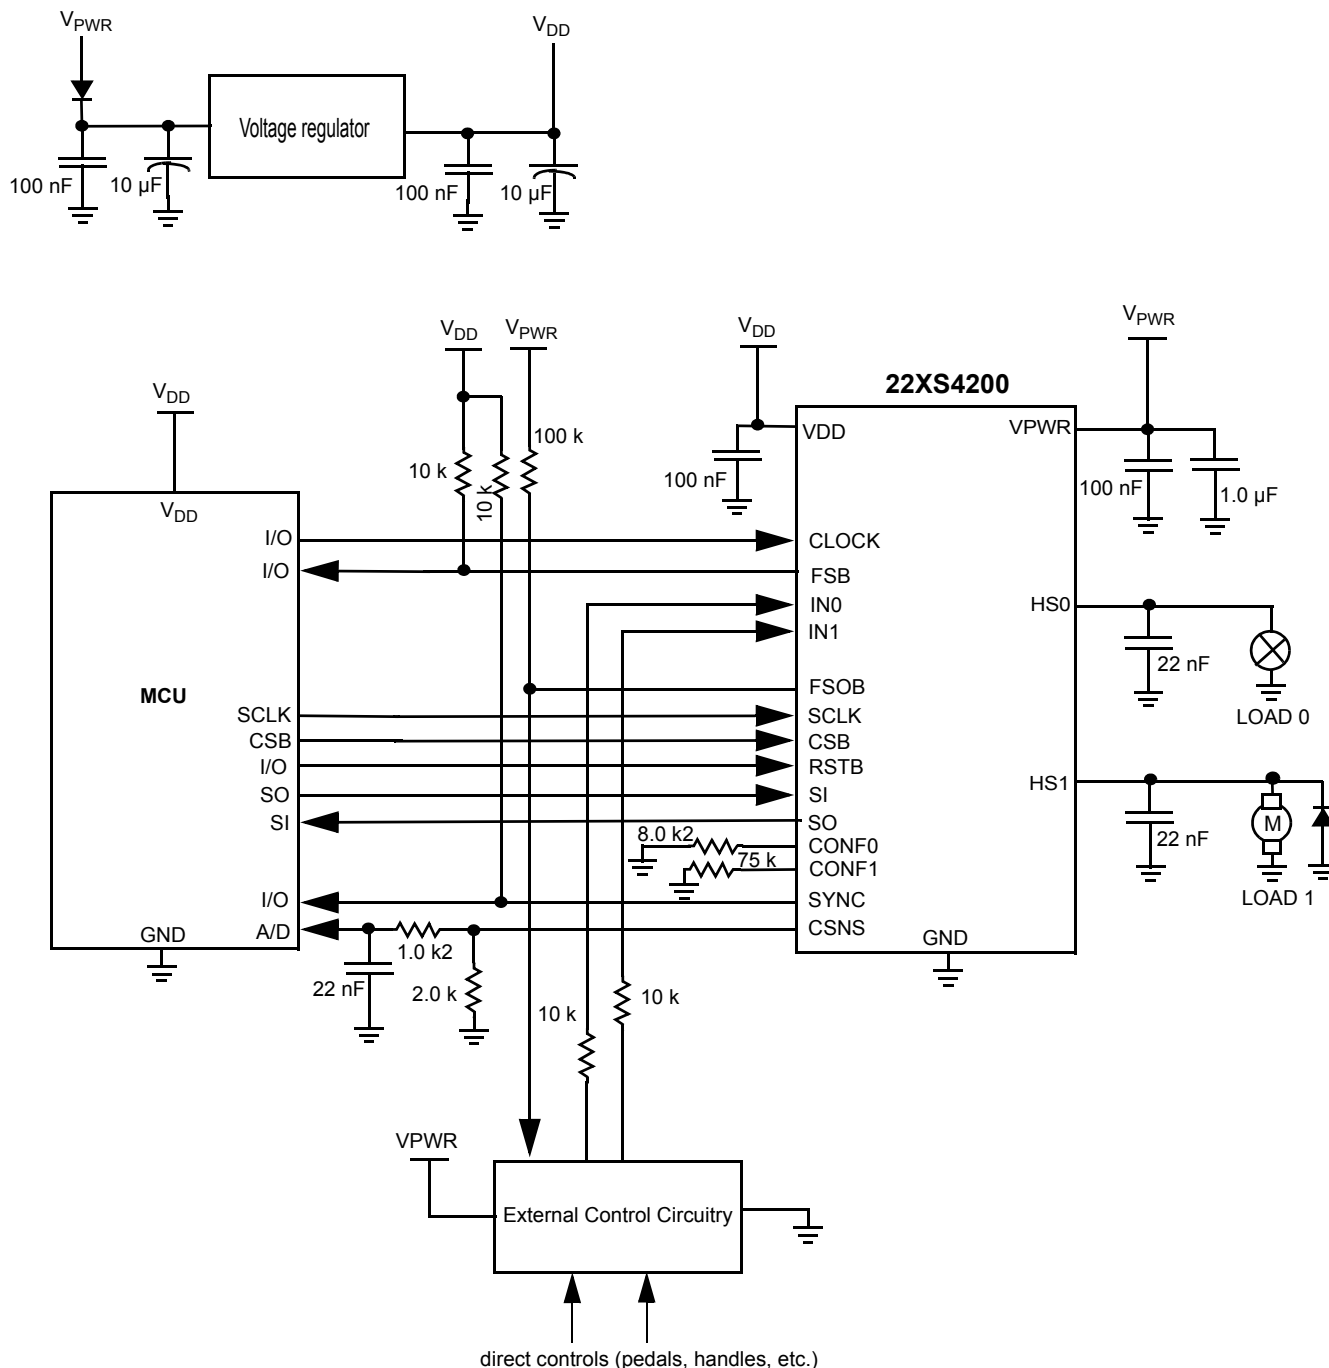 VPWR
VDD
Voltage regulator
100 nF
10 µF
100 nF
10 µF
VDD
VPWR
VDD
VPWR
22XS4200
VDD
VDD
VPWR
100 k
10 k
10 k
100 nF
100 nF
1.0 µF
VDD
I/O
CLOCK
I/O
FSB
IN0
HS0
IN1
22 nF
MCU
FSOB
LOAD 0
SCLK
SCLK
CSB
CSB
I/O
RSTB
HS1
SO
SI
SI
SO
22 nF
M
8.0 k2
CONF0
75 k
CONF1
LOAD 1
I/O
SYNC
A/D
CSNS
GND
GND
1.0 k2
22 nF
2.0 k
10 k
10 k
VPWR
External Control Circuitry
direct controls (pedals, handles, etc.)